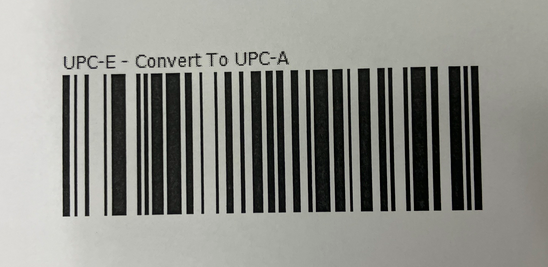 UPC-E - Convert To UPC-A